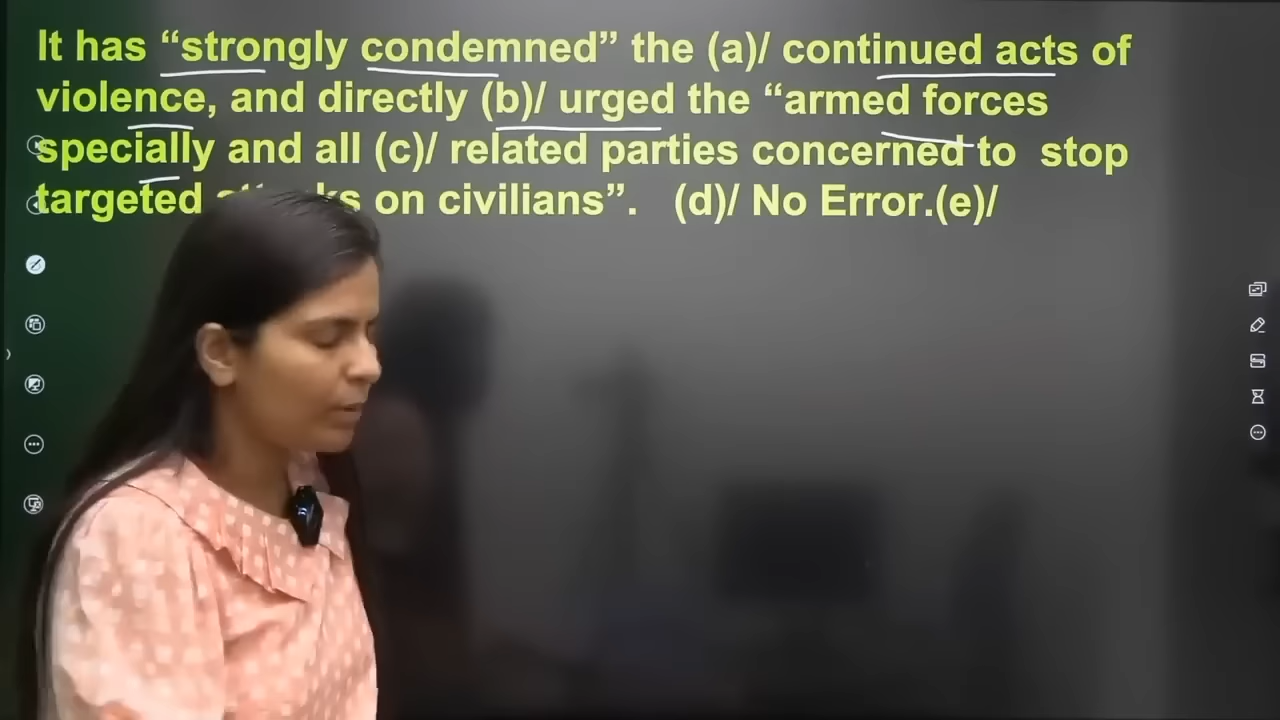 It has “strongly condemned” the (a)/ continued acts of
violence, and directly (b)/ urged the “armed forces
specially and all (c)/ related parties concerned to stop
targeted on civilians”. (d)/ No Error.(e)/